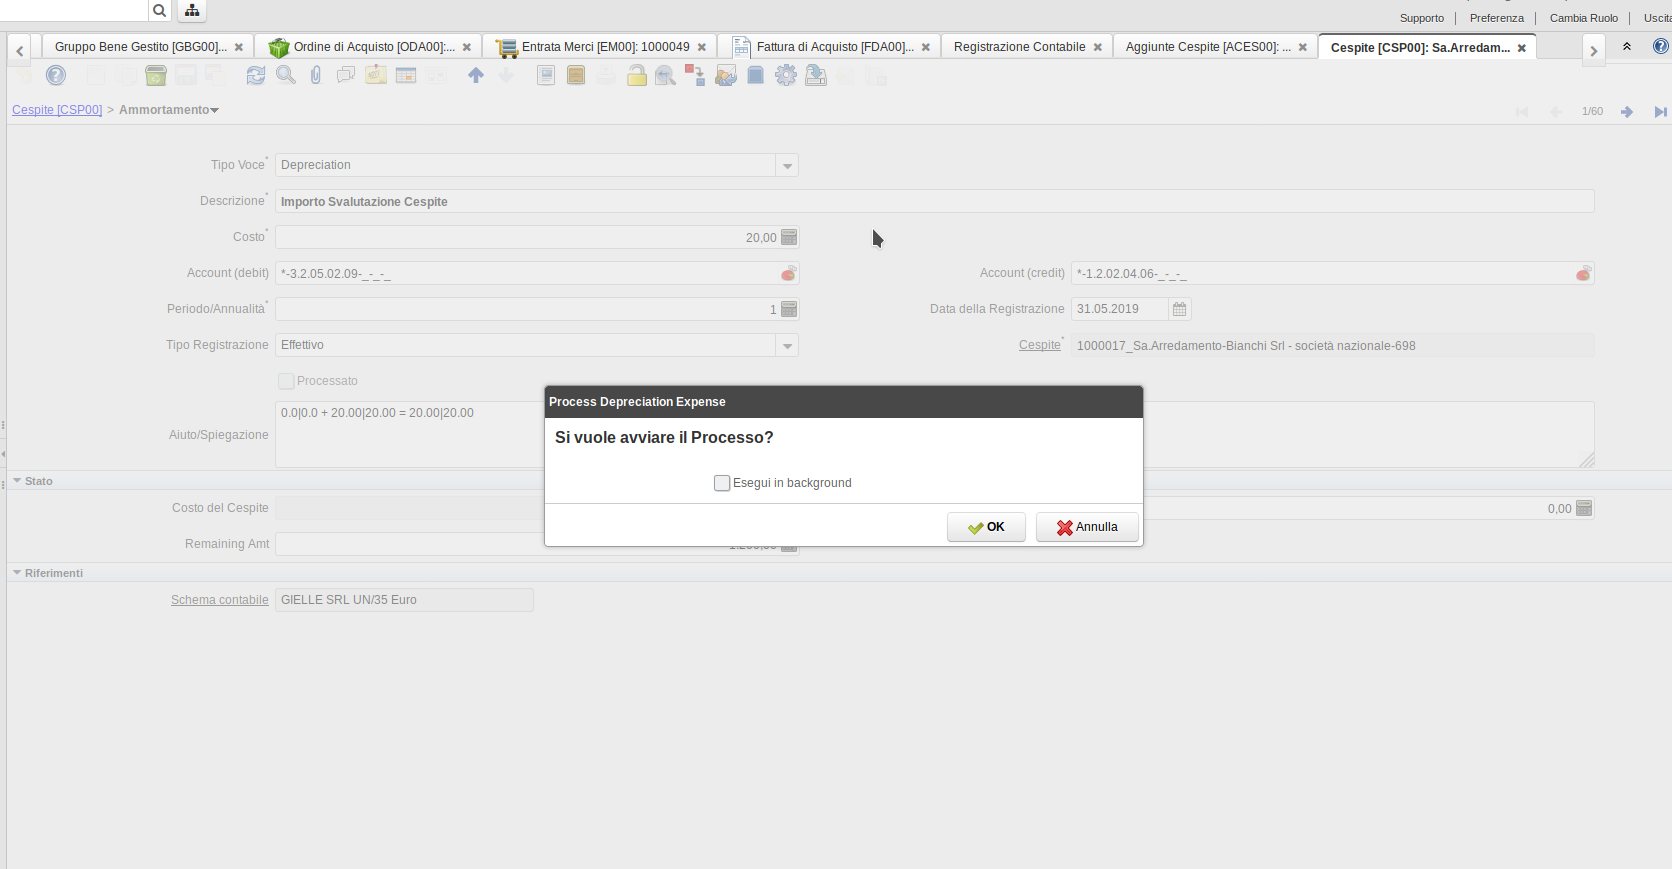 Supporto
Preferenza
Cambia Ruolo
Gruppo Bene Gestito [GBG00]...
Ordine di Acquisto [ODA00]:...
Entrata Merci [EM00]: 1000049
Fattura di Acquisto [FDA00]...
Registrazione Contabile
Aggiunte Cespite [ACES00]: ...
Cespite [CSP00]: Sa.Arredam...
Cespite [CSP00] > Ammortamento
1/60
Tipo Voce* Depreciation
Descrizione* Importo Svalutazione Cespite
Costo* 20,00
Account (debit) *-3.2.05.02.09-_-_-_
Account (credit) *-1.2.02.04.06-_-_-_
Periodo/Annualità* 1
Data della Registrazione 31.05.2019
Tipo Registrazione Effettivo
Cespite* 1000017_Sa.Arredamento-Bianchi Srl - società nazionale-698
Processato
Aiuto/Spiegazione 0.0|0.0 + 20.00|20.00 = 20.00|20.00
Process Depreciation Expense
Si vuole avviare il Processo?
Esegui in background
OK
Annulla
Stato
Costo del Cespite
0,00
Remaining Amt
Riferimenti
Schema contabile GIELLE SRL UN/35 Euro